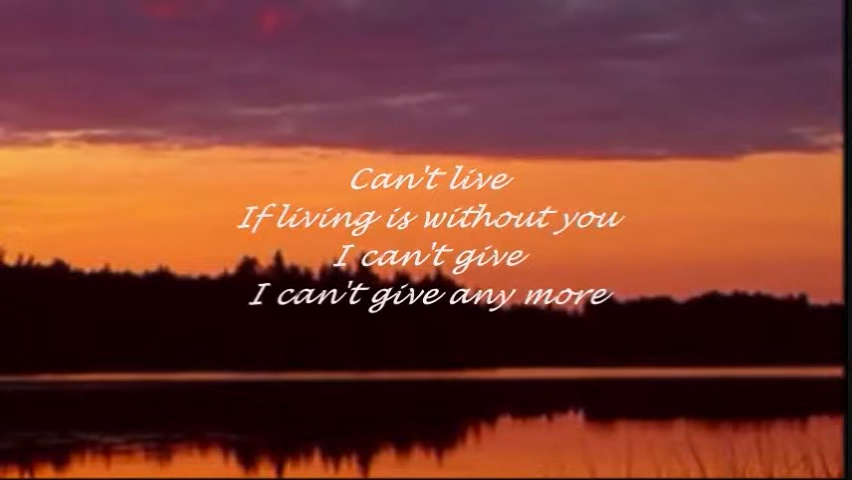 Can't live
If living is without you
I can't give
I can't give any more